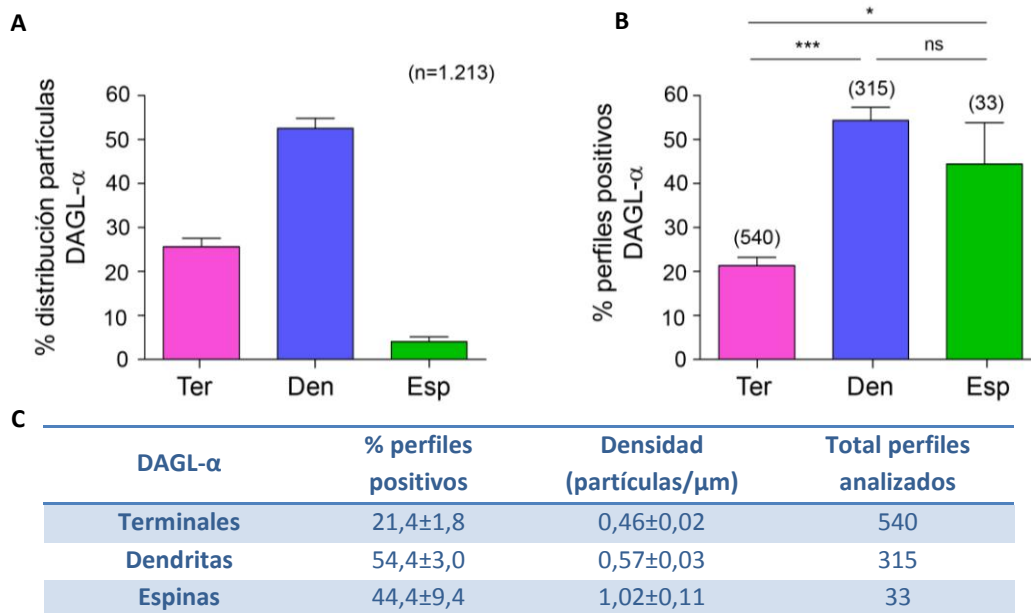 A
% distribución partículas
DAGL-α
(n=1.213)
60
50
40
30
20
10
0
Ter Den Esp
B
% perfiles positivos
DAGL-α
*
*** ns
60
50
40
30
20
10
0
(540) (315) (33)
Ter Den Esp
C
DAGL-α % perfiles positivos Densidad (partículas/µm) Total perfiles analizados
Terminales 21,4±1,8 0,46±0,02 540
Dendritas 54,4±3,0 0,57±0,03 315
Espinas 44,4±9,4 1,02±0,11 33